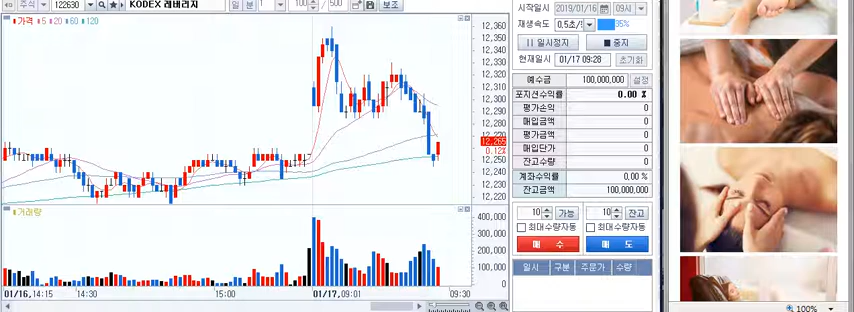 주식 122630 KODEX 레버리지 일 분 1 100 / 500 보조
가격 5 20 60 120
12,360
12,350
12,340
12,330
12,320
12,310
12,300
12,290
12,280
12,270
12,265
0.12%
12,250
12,240
12,230
12,220
거래량
400,000
300,000
200,000
100,000
0
01/16, 14:15 14:30 15:00 01/17, 09:01 09:30
시작일시 2019/01/16 09시
재생속도 0,5초/ 35%
일시정지 중지
현재일시 01/17 09:28 초기화
예수금 100,000,000 설정
포지션수익률 0.00 %
평가손익 0
매입금액 0
평가금액 0
매입단가 0
잔고수량 0
계좌수익률 0.00 %
잔고금액 100,000,000
10 가능 10 잔고
최대수량자동 최대수량자동
매 수 매 도
일시 구분 주문가 수량
100%